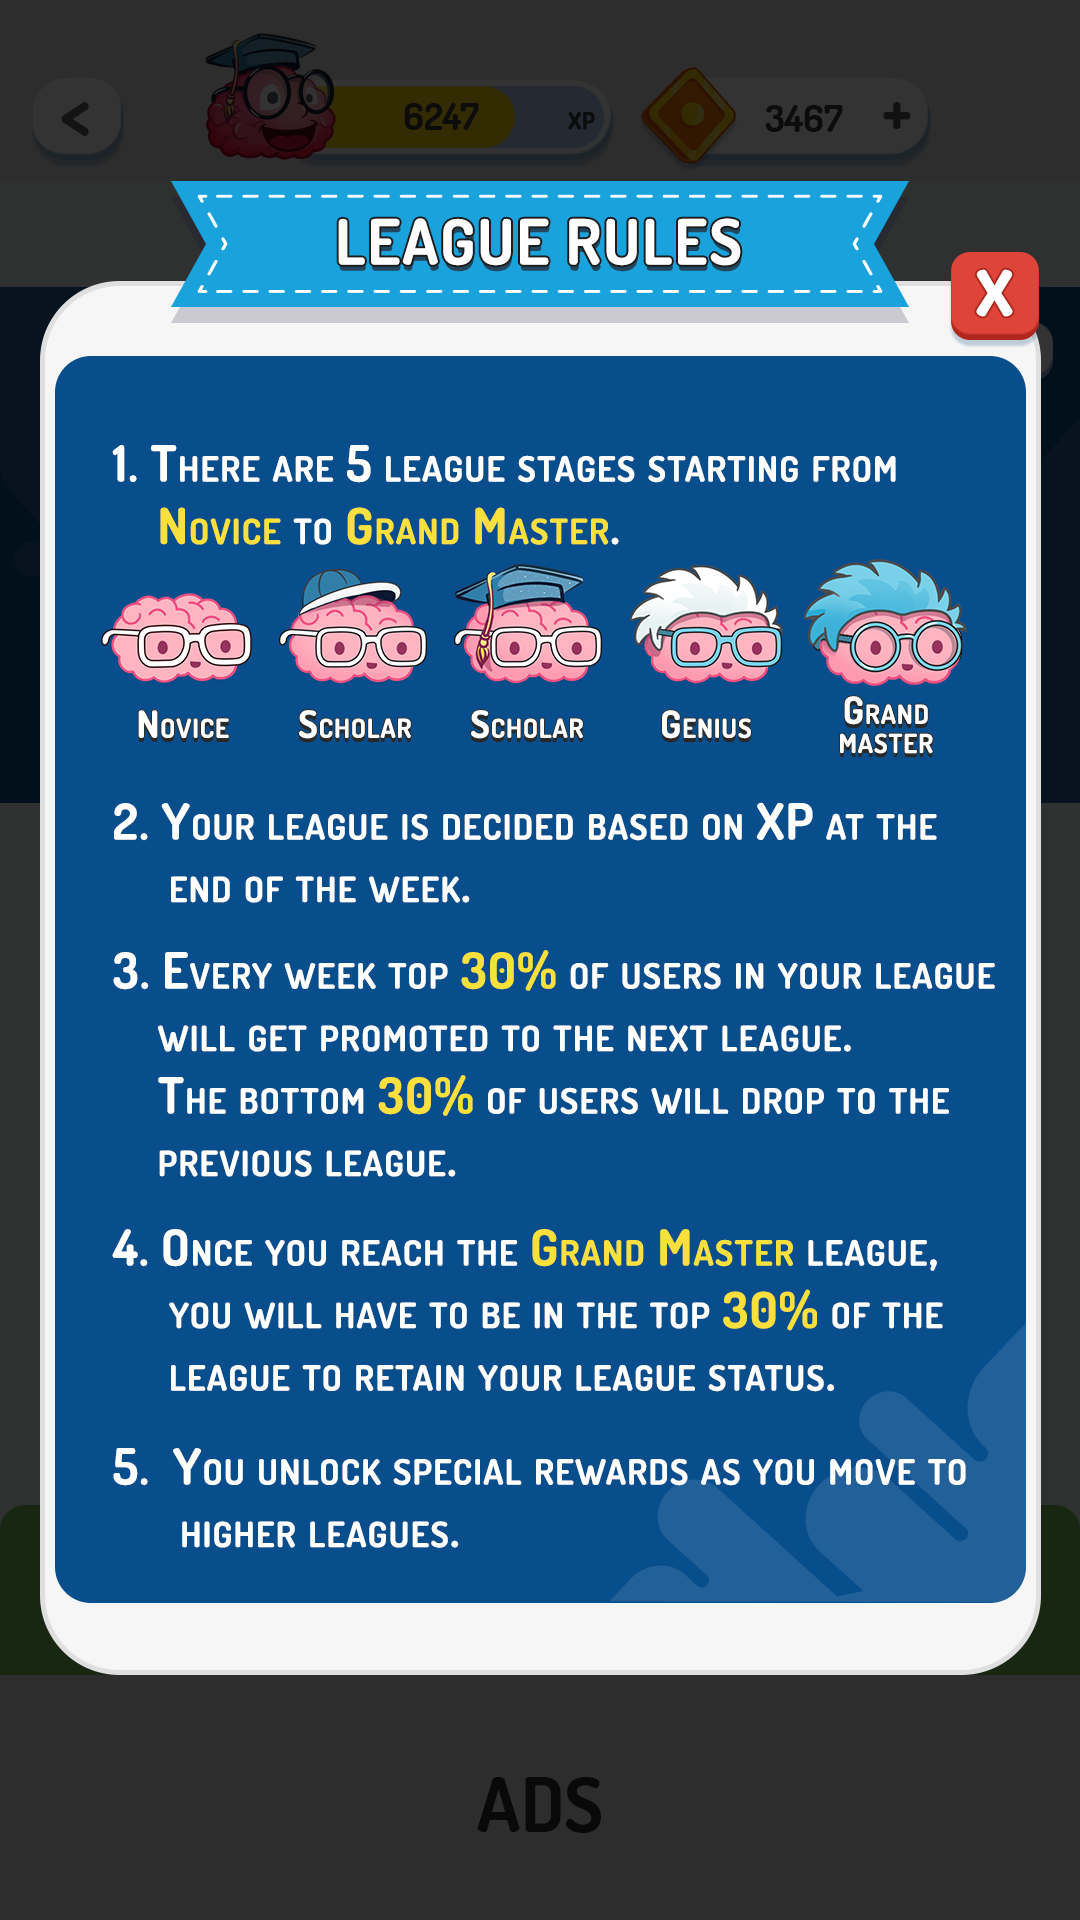 <
6247
XP
3467 +
LEAGUE RULES
X
1. There are 5 league stages starting from
Novice to Grand Master.
Novice
Scholar
Scholar
Genius
Grand
master
2. Your league is decided based on XP at the
end of the week.
3. Every week top 30% of users in your league
will get promoted to the next league.
The bottom 30% of users will drop to the
previous league.
4. Once you reach the Grand Master league,
you will have to be in the top 30% of the
league to retain your league status.
5. You unlock special rewards as you move to
higher leagues.
ADS